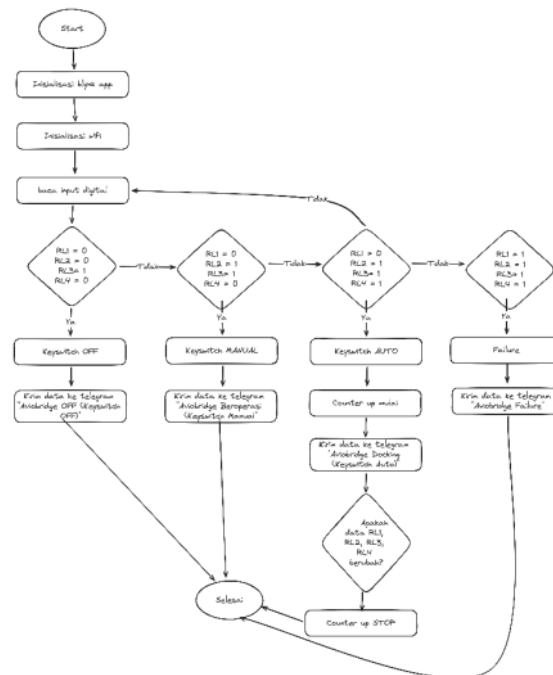 Start
Inisialisasi
app
Inisialisasi wifi
baca input digital
Tidak
RL1 = 0
RL2 = 0
RL3= 1
RL4 = 0
Tidak
RL1 = 0
RL2 = 1
RL3= 1
RL4 = 0
Tidak
RL1 = 0
RL2 = 1
RL3= 1
RL4 = 1
Tidak
RL1 = 1
RL2 = 1
RL3= 1
RL4 = 1
Ya
Ya
Ya
Ya
Keyswitch OFF
Keyswitch MANUAL
Keyswitch AUTO
Failure
Kirim data ke telegram
"Aviobridge OFF (Keyswitch
OFF)"
Kirim data ke telegram
"Aviobridge Beroperasi
(Keyswitch Manual"
Counter up mulai
Kirim data ke telegram
"Aviobridge Failure"
Kirim data ke telegram
"Aviobridge Docking
(Keyswitch Auto)
Apakah
data RL1,
RL2, RL3,
RL4
berubah?
Selesai
Counter up STOP